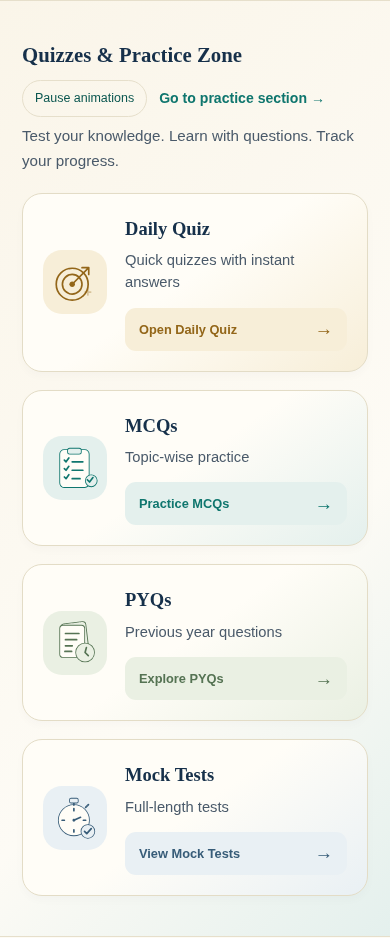 Quizzes & Practice Zone
Pause animations
Go to practice section →
Test your knowledge. Learn with questions. Track
your progress.
Daily Quiz
Quick quizzes with instant
answers
Open Daily Quiz →
MCQs
Topic-wise practice
Practice MCQs →
PYQs
Previous year questions
Explore PYQs →
Mock Tests
Full-length tests
View Mock Tests →